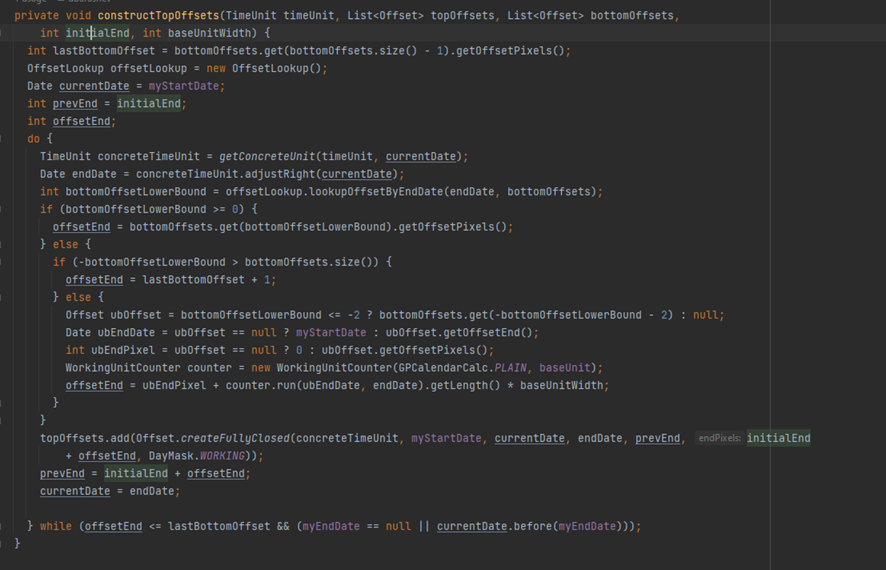 private void constructTopOffsets(TimeUnit timeUnit, List<Offset> topOffsets, List<Offset> bottomOffsets,
int initialEnd, int baseUnitWidth) {
int lastBottomOffset = bottomOffsets.get(bottomOffsets.size() - 1).getOffsetPixels();
OffsetLookup offsetLookup = new OffsetLookup();
Date currentDate = myStartDate;
int prevEnd = initialEnd;
int offsetEnd;
do {
TimeUnit concreteTimeUnit = getConcreteUnit(timeUnit, currentDate);
Date endDate = concreteTimeUnit.adjustRight(currentDate);
int bottomOffsetLowerBound = offsetLookup.lookupOffsetByEndDate(endDate, bottomOffsets);
if (bottomOffsetLowerBound >= 0) {
offsetEnd = bottomOffsets.get(bottomOffsetLowerBound).getOffsetPixels();
} else {
if (-bottomOffsetLowerBound > bottomOffsets.size()) {
offsetEnd = lastBottomOffset + 1;
} else {
Offset ubOffset = bottomOffsetLowerBound <= -2 ? bottomOffsets.get(-bottomOffsetLowerBound - 2) : null;
Date ubEndDate = ubOffset == null ? myStartDate : ubOffset.getOffsetEnd();
int ubEndPixel = ubOffset == null ? 0 : ubOffset.getOffsetPixels();
WorkingUnitCounter counter = new WorkingUnitCounter(GPCalendarCalc.PLAIN, baseUnit);
offsetEnd = ubEndPixel + counter.run(ubEndDate, endDate).getLength() * baseUnitWidth;
}
}
topOffsets.add(Offset.createFullyClosed(concreteTimeUnit, myStartDate, currentDate, endDate, prevEnd, endPixels: initialEnd
+ offsetEnd, DayMask.WORKING));
prevEnd = initialEnd + offsetEnd;
currentDate = endDate;
} while (offsetEnd <= lastBottomOffset && (myEndDate == null || currentDate.before(myEndDate)));
}